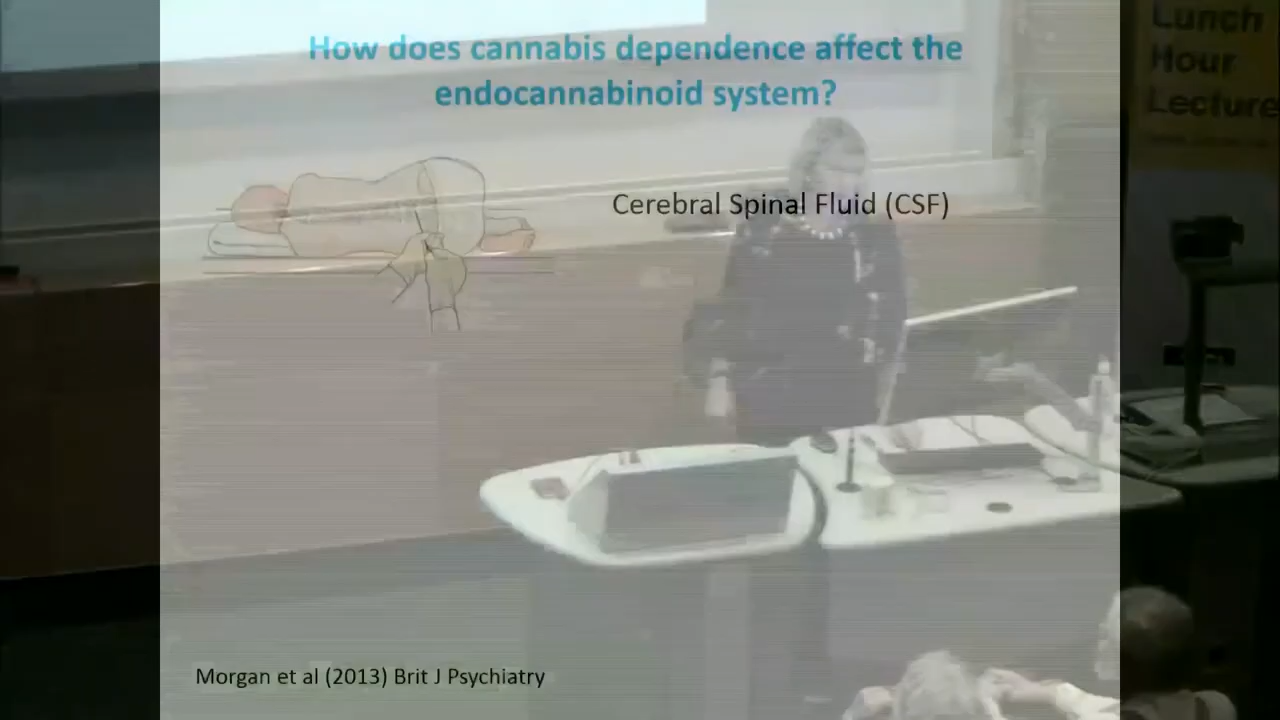 How does cannabis dependence affect the
endocannabinoid system?
Cerebral Spinal Fluid (CSF)
Morgan et al (2013) Brit J Psychiatry
Lunch
Hour
Lecture